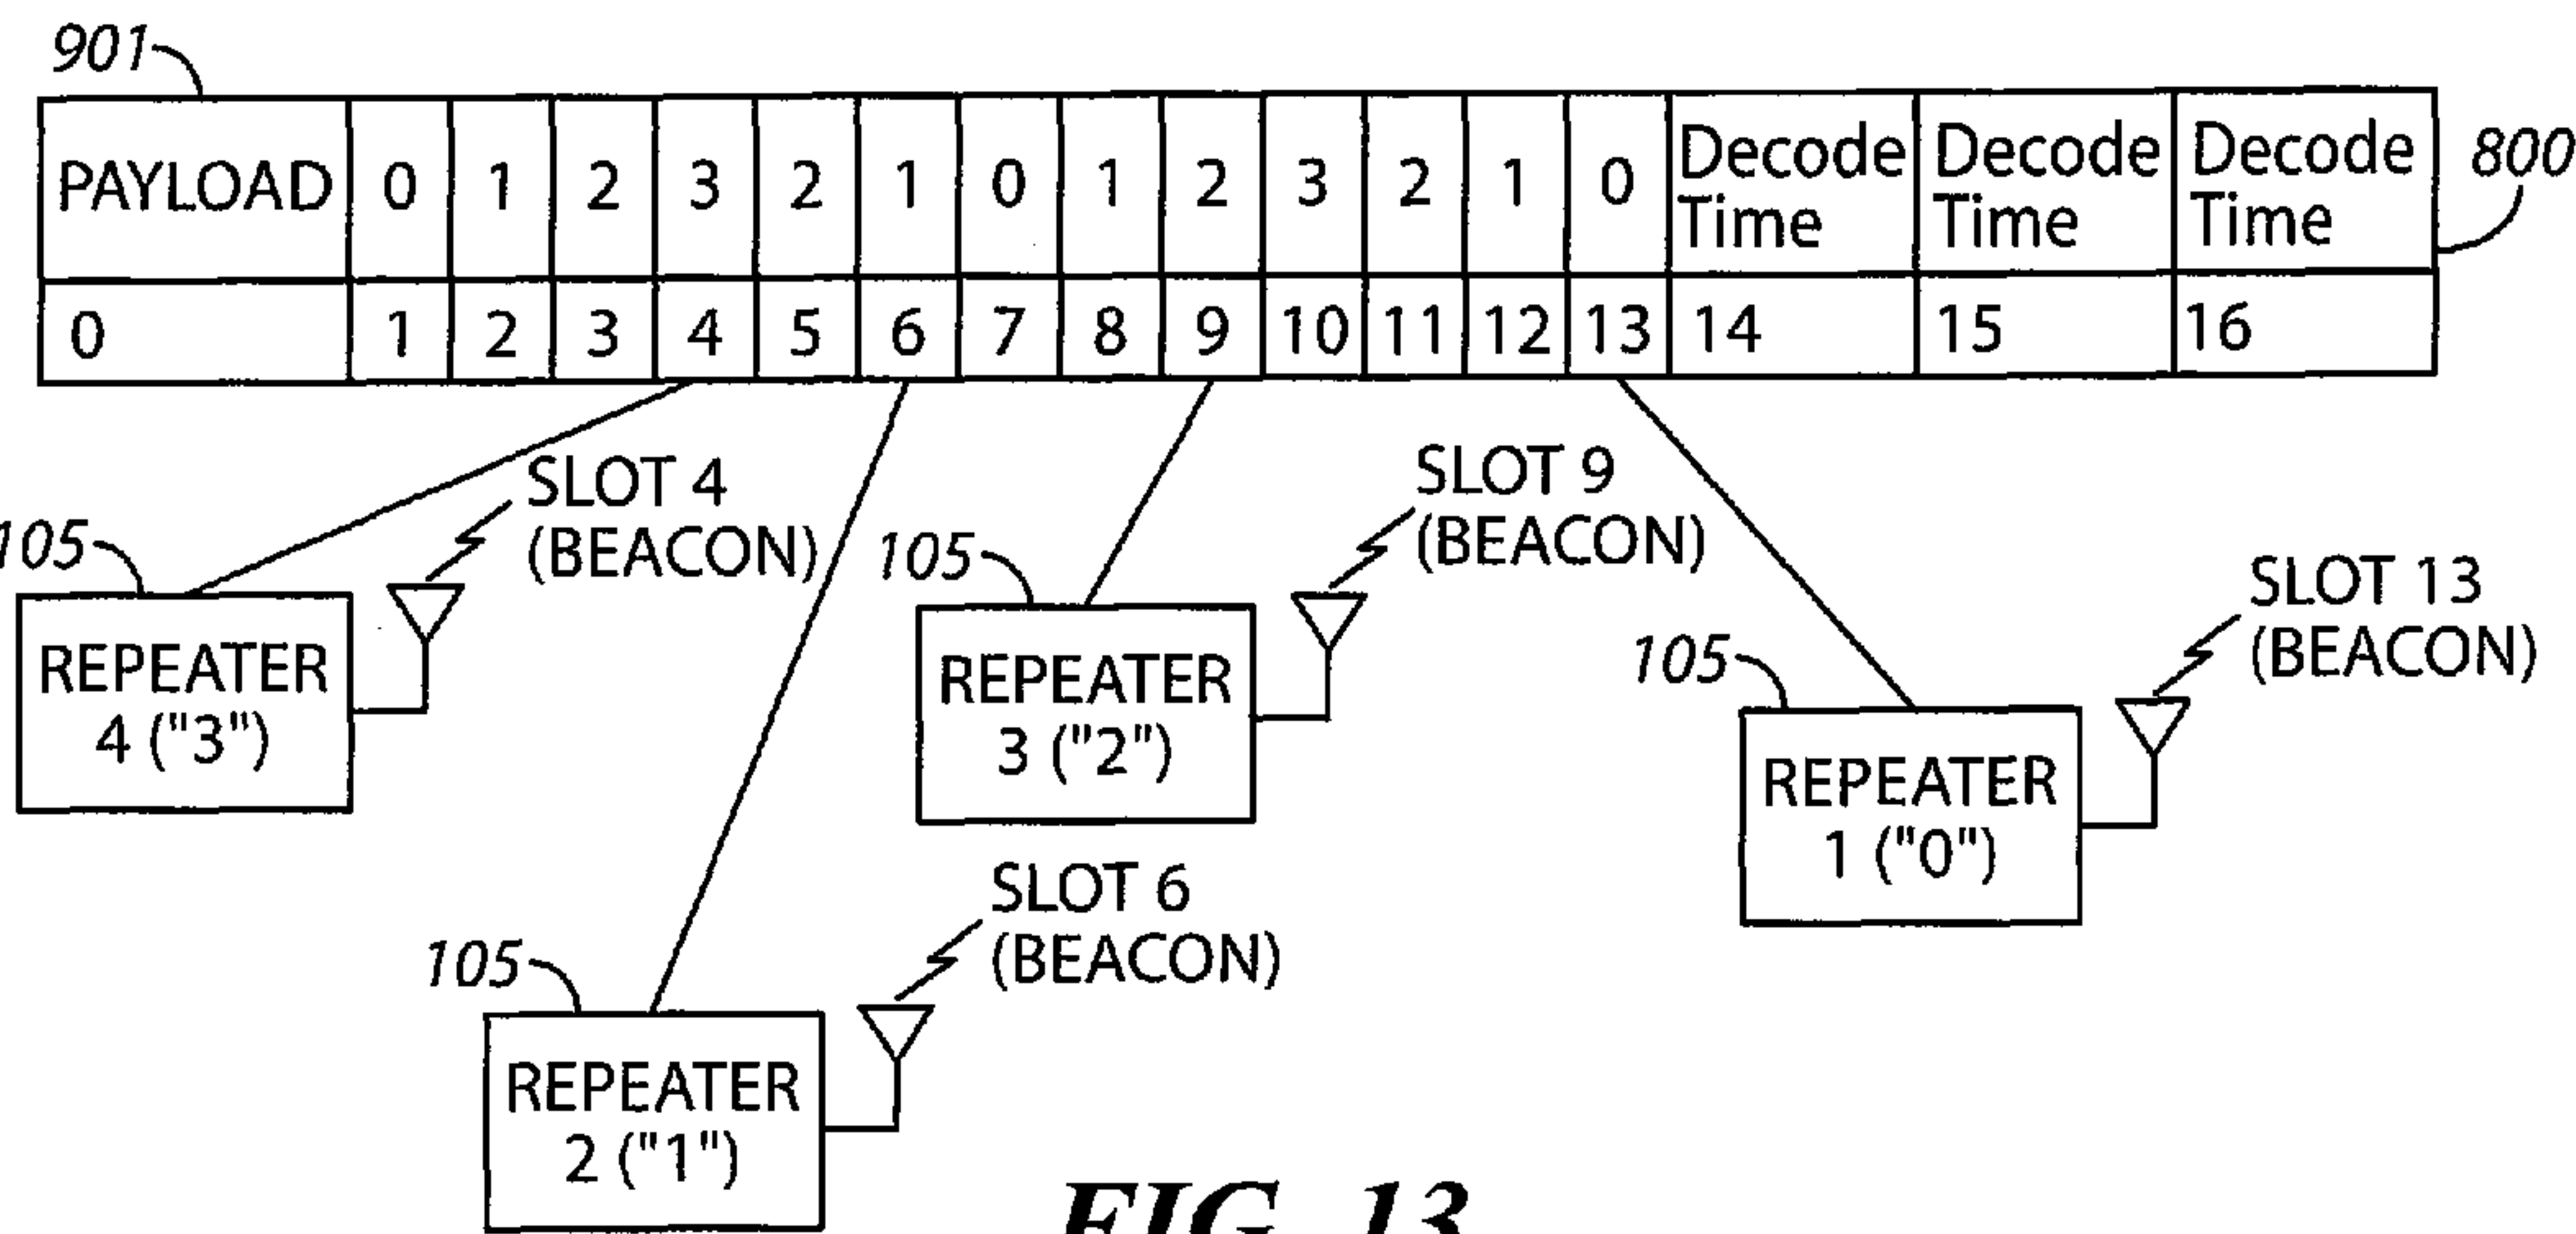 901
PAYLOAD 0 1 2 3 2 1 0 1 2 3 2 1 0 Decode Time Decode Time Decode Time
800
0 1 2 3 4 5 6 7 8 9 10 11 12 13 14 15 16
SLOT 4
(BEACON)
105
REPEATER
4 ("3")
SLOT 9
(BEACON)
105
REPEATER
3 ("2")
SLOT 13
(BEACON)
105
REPEATER
1 ("0")
SLOT 6
(BEACON)
105
REPEATER
2 ("1")
FIG. 13